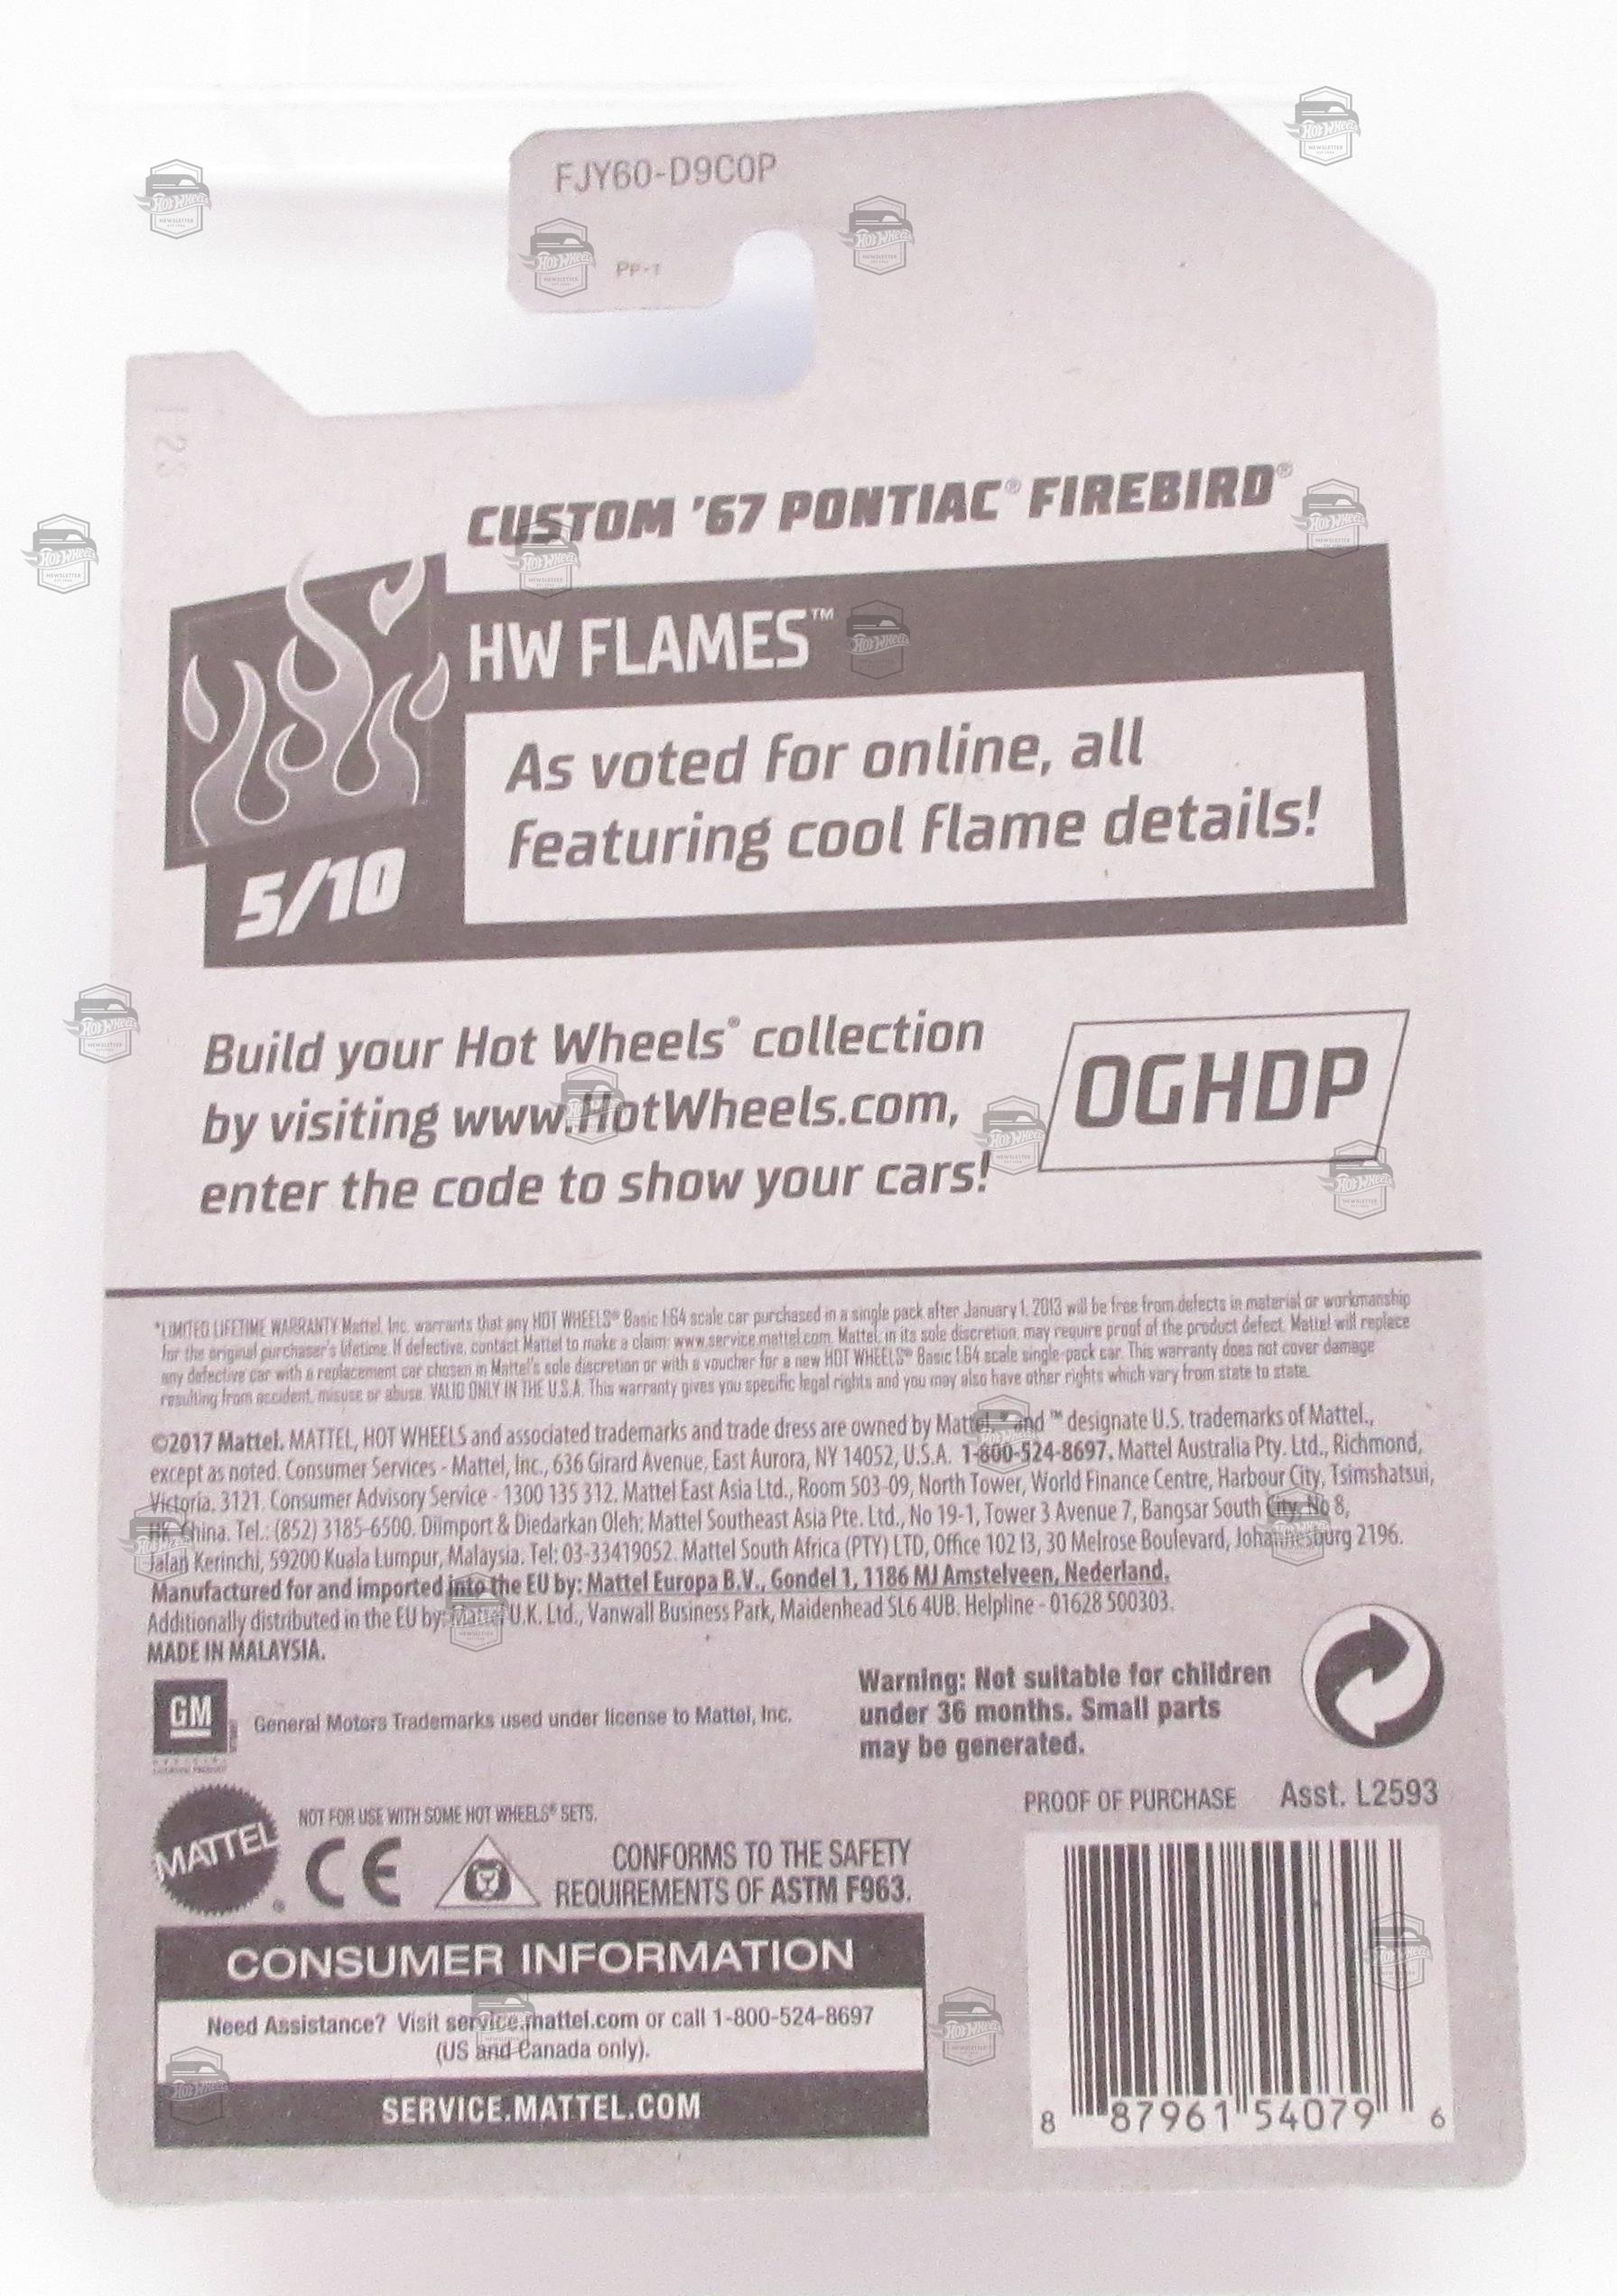 FJY60-D9C0P
PP-1
CUSTOM '67 PONTIAC® FIREBIRD®
HW FLAMES™
As voted for online, all
featuring cool flame details!
5/10
Build your Hot Wheels® collection
by visiting www.HotWheels.com,
enter the code to show your cars!
OGHDP
*LIMITED LIFETIME WARRANTY Mattel, Inc. warrants that any HOT WHEELS® Basic 1:64 scale car purchased in a single pack after January 1, 2013 will be free from defects in material or workmanship
for the original purchaser's lifetime. If defective, contact Mattel to make a claim: www.service.mattel.com. Mattel, in its sole discretion, may require proof of the product defect. Mattel will replace
any defective car with a replacement car chosen in Mattel's sole discretion or with a voucher for a new HOT WHEELS® Basic 1:64 scale single-pack car. This warranty does not cover damage
resulting from accident, misuse or abuse. VALID ONLY IN THE U.S.A. This warranty gives you specific legal rights and you may also have other rights which vary from state to state.
©2017 Mattel. MATTEL, HOT WHEELS and associated trademarks and trade dress are owned by Mattel. ® and ™ designate U.S. trademarks of Mattel.,
except as noted. Consumer Services - Mattel, Inc., 636 Girard Avenue, East Aurora, NY 14052, U.S.A. 1-800-524-8697. Mattel Australia Pty. Ltd., Richmond,
Victoria. 3121. Consumer Advisory Service - 1300 135 312. Mattel East Asia Ltd., Room 503-09, North Tower, World Finance Centre, Harbour City, Tsimshatsui,
HK, China. Tel.: (852) 3185-6500. Diimport & Diedarkan Oleh: Mattel Southeast Asia Pte. Ltd., No 19-1, Tower 3 Avenue 7, Bangsar South City, No 8,
Jalan Kerinchi, 59200 Kuala Lumpur, Malaysia. Tel: 03-33419052. Mattel South Africa (PTY) LTD, Office 102 I3, 30 Melrose Boulevard, Johannesburg 2196.
Manufactured for and imported into the EU by: Mattel Europa B.V., Gondel 1, 1186 MJ Amstelveen, Nederland.
Additionally distributed in the EU by: Mattel U.K. Ltd., Vanwall Business Park, Maidenhead SL6 4UB. Helpline - 01628 500303.
MADE IN MALAYSIA.
GM
General Motors Trademarks used under license to Mattel, Inc.
Warning: Not suitable for children
under 36 months. Small parts
may be generated.
PROOF OF PURCHASE Asst. L2593
MATTEL®
NOT FOR USE WITH SOME HOT WHEELS® SETS.
CE
CONFORMS TO THE SAFETY
REQUIREMENTS OF ASTM F963.
CONSUMER INFORMATION
Need Assistance? Visit service.mattel.com or call 1-800-524-8697
(US and Canada only).
SERVICE.MATTEL.COM
8 87961 54079 6